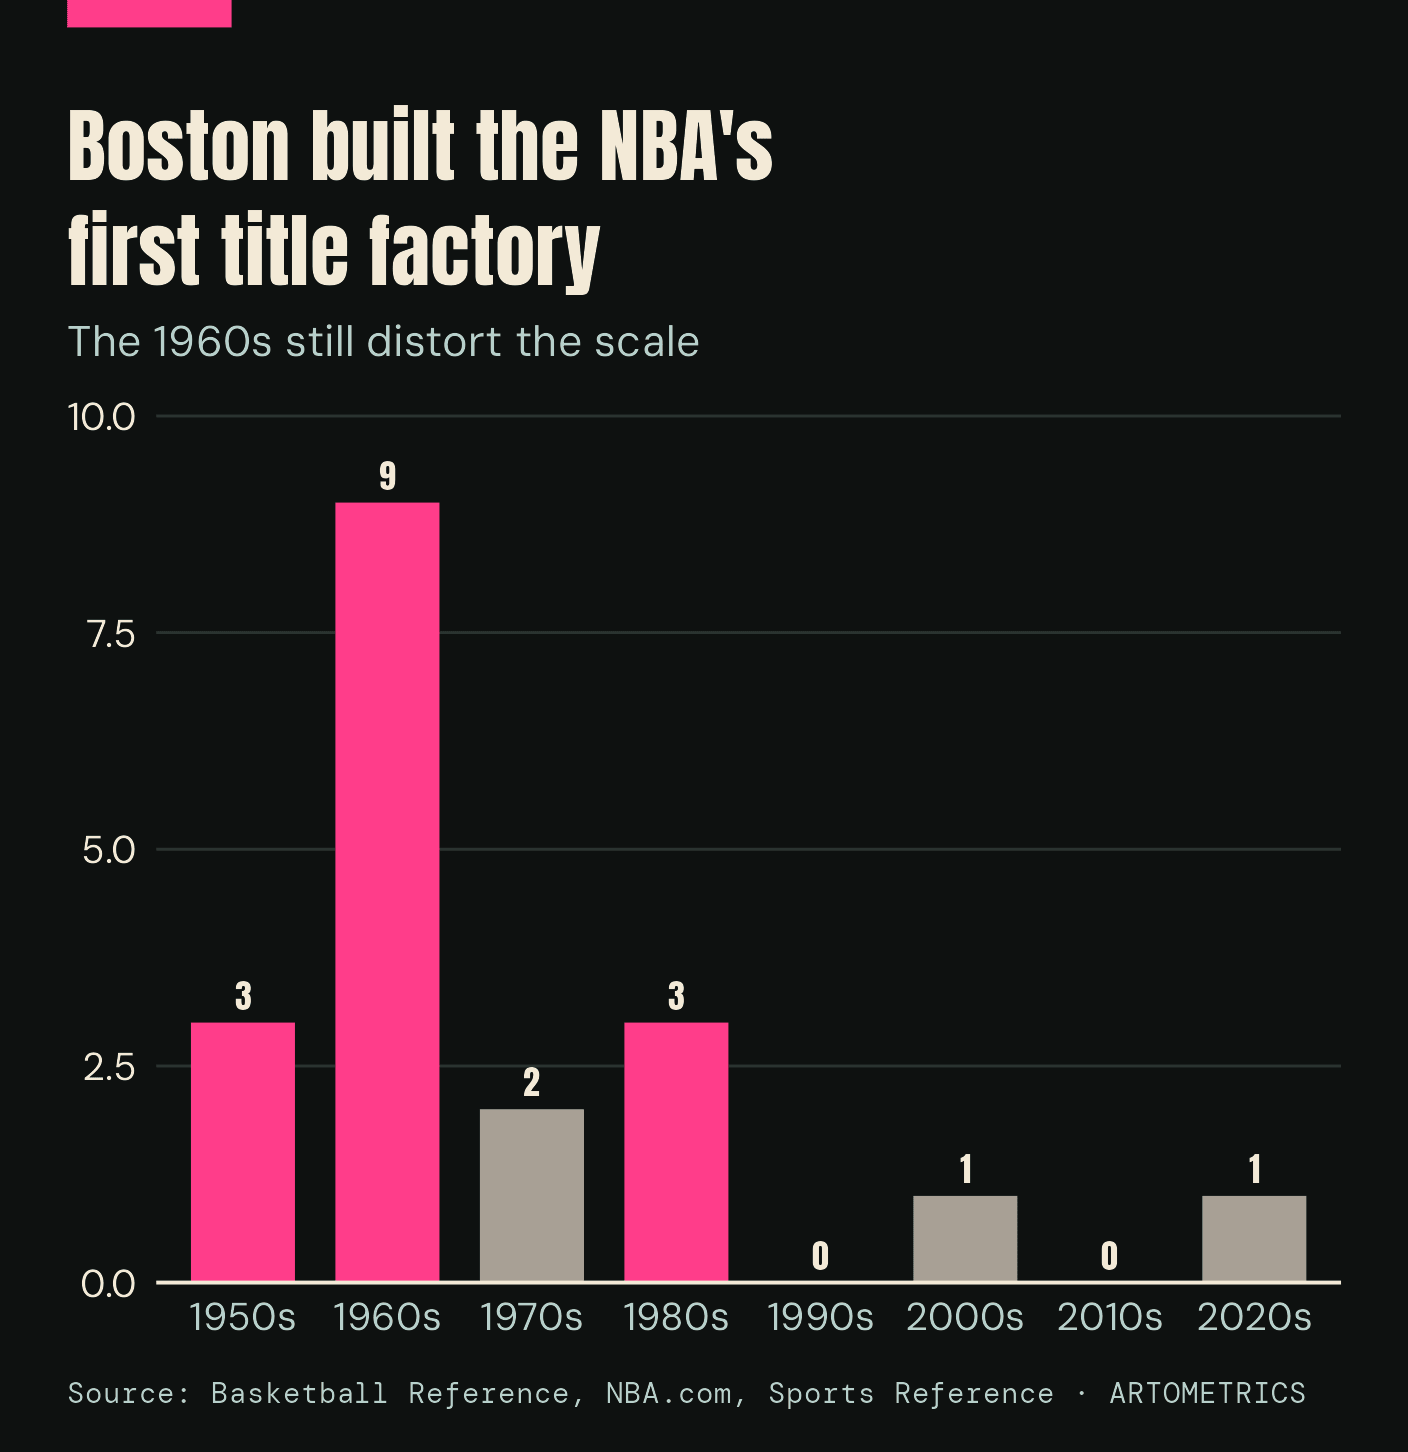 Boston built the NBA's
first title factory
The 1960s still distort the scale
10.0
9
7.5
5.0
3
3
2.5
2
1
1
0
0
0.0
1950s 1960s 1970s 1980s 1990s 2000s 2010s 2020s
Source: Basketball Reference, NBA.com, Sports Reference · ARTOMETRICS